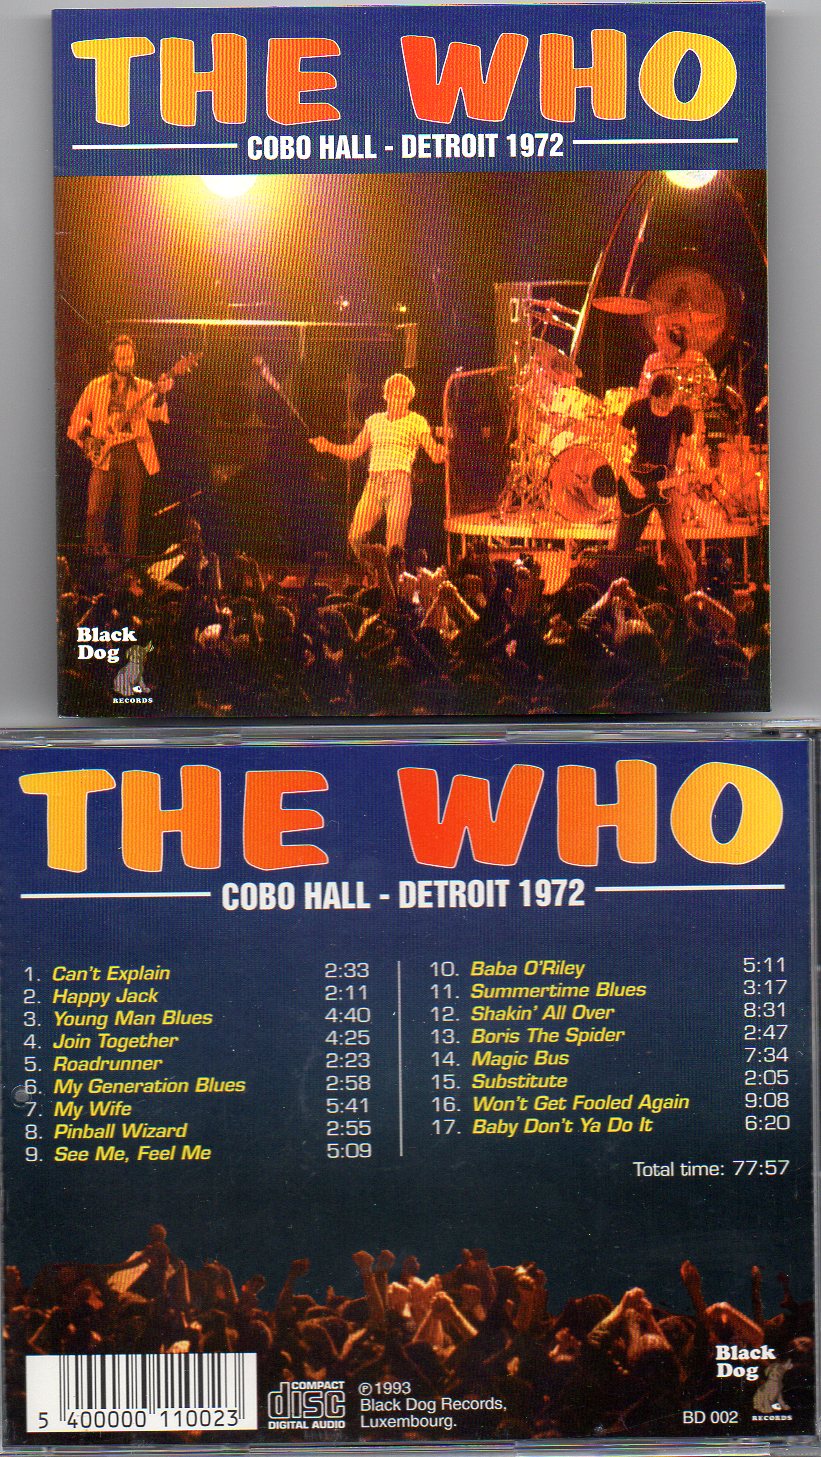 THE WHO
COBO HALL - DETROIT 1972
Black
Dog
RECORDS
THE WHO
COBO HALL - DETROIT 1972
1. Can't Explain 2:33
2. Happy Jack 2:11
3. Young Man Blues 4:40
4. Join Together 4:25
5. Roadrunner 2:23
6. My Generation Blues 2:58
7. My Wife 5:41
8. Pinball Wizard 2:55
9. See Me, Feel Me 5:09
10. Baba O'Riley 5:11
11. Summertime Blues 3:17
12. Shakin' All Over 8:31
13. Boris The Spider 2:47
14. Magic Bus 7:34
15. Substitute 2:05
16. Won't Get Fooled Again 9:08
17. Baby Don't Ya Do It 6:20
Total time: 77:57
5 400000 110023
COMPACT
disc
DIGITAL AUDIO
℗1993
Black Dog Records,
Luxembourg.
BD 002
Black
Dog
RECORDS